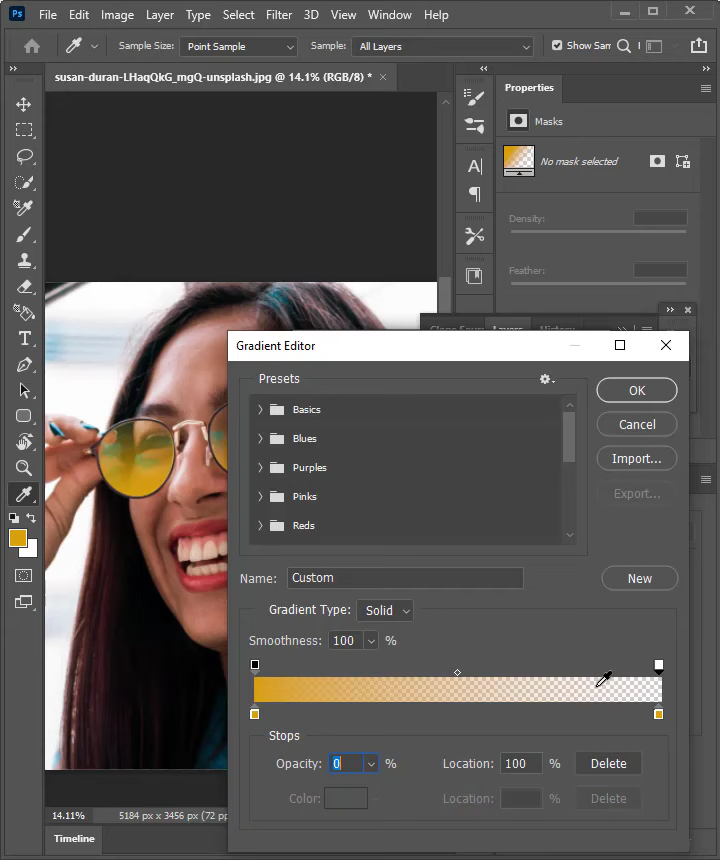 Ps File Edit Image Layer Type Select Filter 3D View Window Help
Sample Size: Point Sample Sample: All Layers Show Sam
susan-duran-LHaqQkG_mgQ-unsplash.jpg @ 14.1% (RGB/8) *
Properties
Masks
No mask selected
Density:
Feather:
Layers
Gradient Editor
Presets
Basics
Blues
Purples
Pinks
Reds
OK
Cancel
Import...
Export...
Name: Custom
New
Gradient Type: Solid
Smoothness: 100 %
Stops
Opacity: 0 % Location: 100 % Delete
Color: Location: % Delete
14.11% 5184 px x 3456 px (72 pp
Timeline